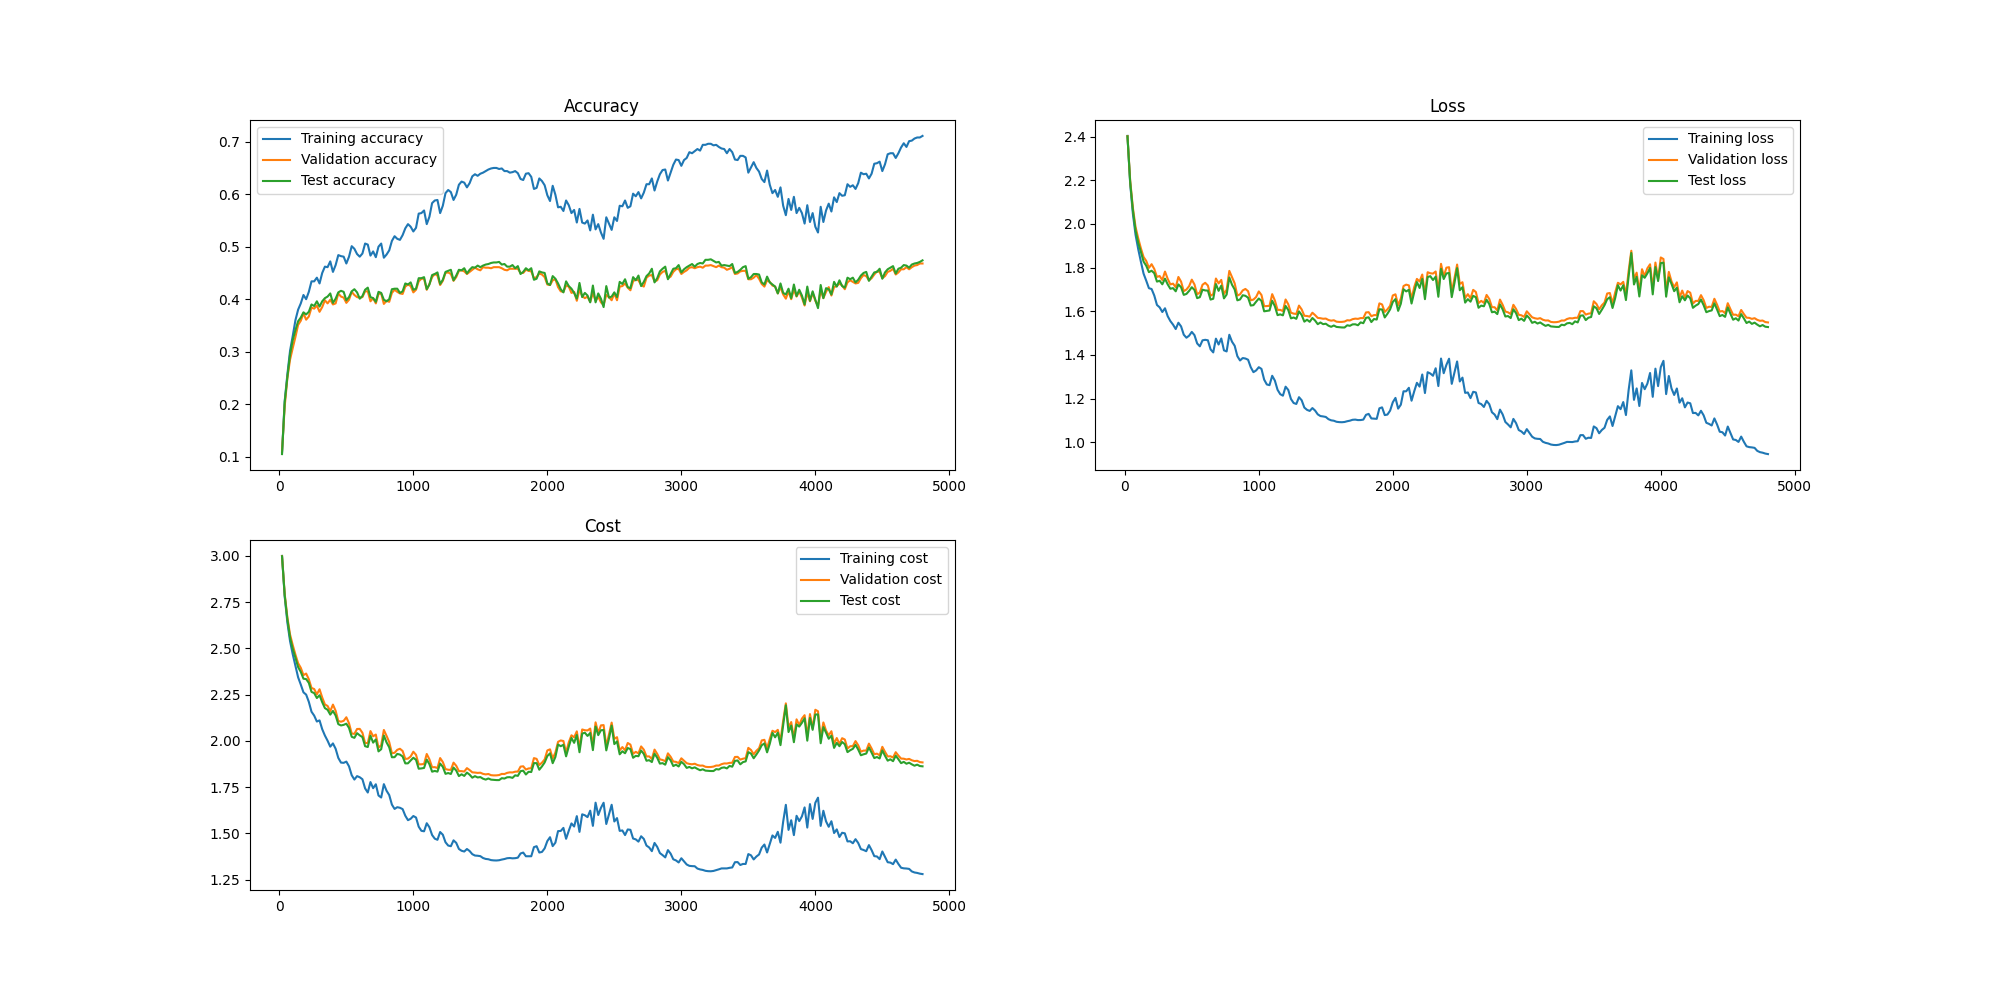 Accuracy
0.7
0.6
0.5
0.4
0.3
0.2
0.1
Training accuracy
Validation accuracy
Test accuracy
0 1000 2000 3000 4000 5000
Loss
2.4
2.2
2.0
1.8
1.6
1.4
1.2
1.0
Training loss
Validation loss
Test loss
0 1000 2000 3000 4000 5000
Cost
3.00
2.75
2.50
2.25
2.00
1.75
1.50
1.25
Training cost
Validation cost
Test cost
0 1000 2000 3000 4000 5000